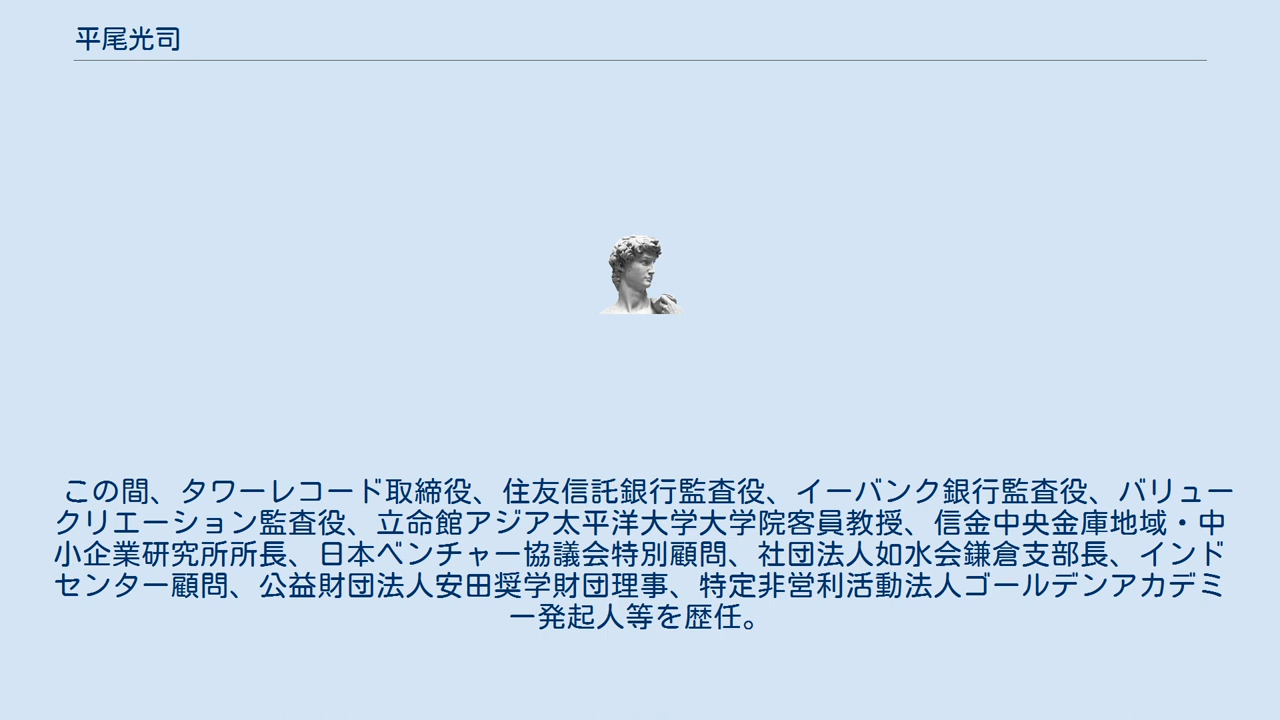 平尾光司
この間、タワーレコード取締役、住友信託銀行監査役、イーバンク銀行監査役、バリュー
クリエーション監査役、立命館アジア太平洋大学大学院客員教授、信金中央金庫地域・中
小企業研究所所長、日本ベンチャー協議会特別顧問、社団法人如水会鎌倉支部長、インド
センター顧問、公益財団法人安田奨学財団理事、特定非営利活動法人ゴールデンアカデミ
ー発起人等を歴任。